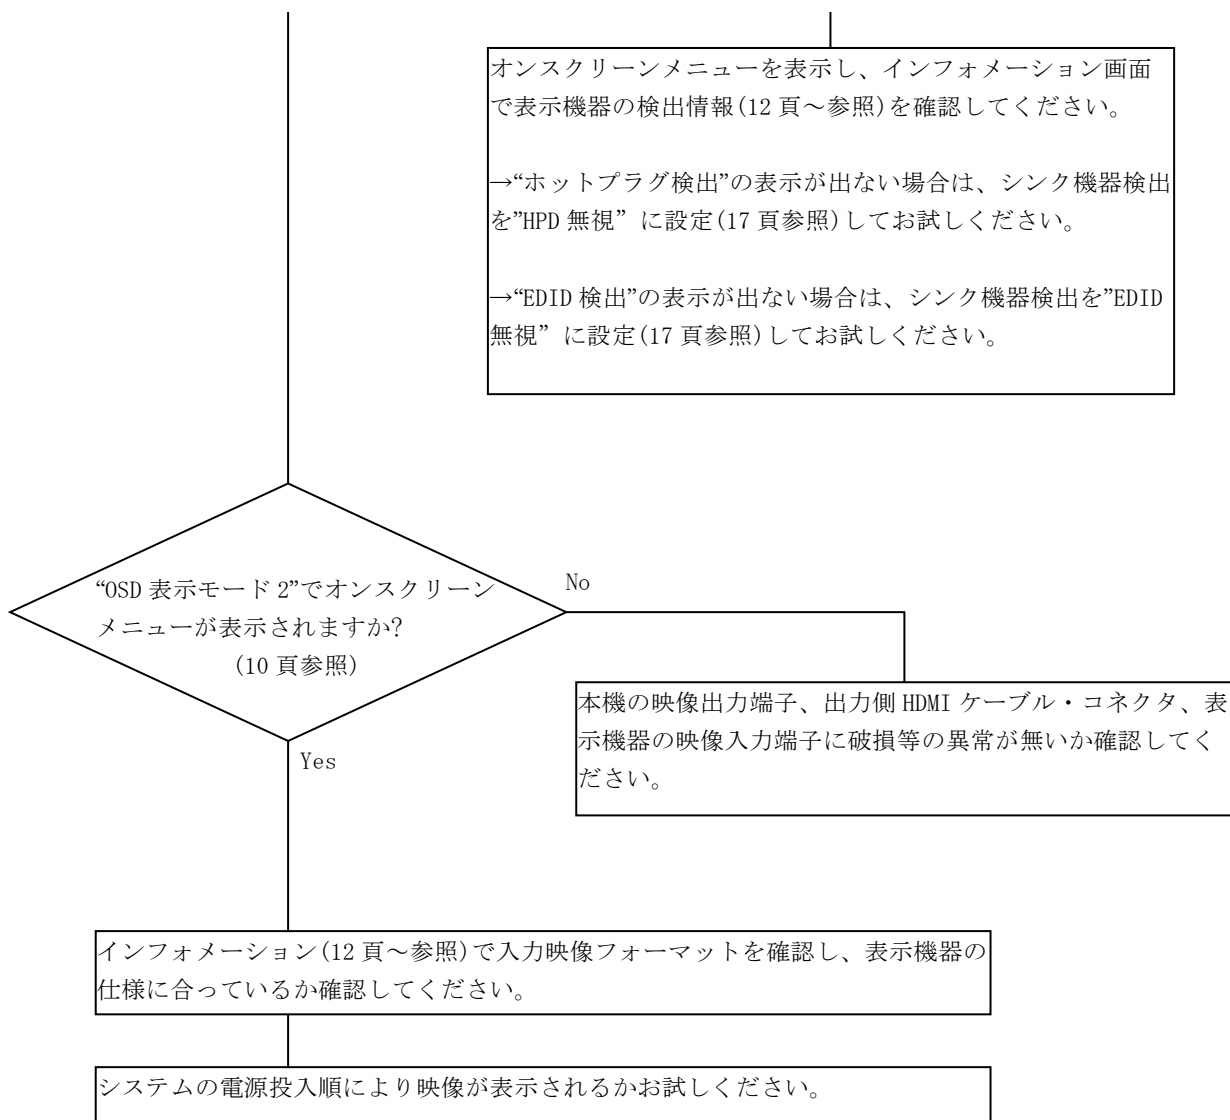 オンスクリーンメニューを表示し、インフォメーション画面
で表示機器の検出情報(12 頁～参照)を確認してください。
→“ホットプラグ検出”の表示が出ない場合は、シンク機器検出
を”HPD 無視”に設定(17 頁参照)してお試しください。
→“EDID 検出”の表示が出ない場合は、シンク機器検出を”EDID
無視”に設定(17 頁参照)してお試しください。
“OSD 表示モード 2”でオンスクリーン
メニューが表示されますか?
(10 頁参照)
No
本機の映像出力端子、出力側 HDMI ケーブル・コネクタ、表
示機器の映像入力端子に破損等の異常が無いか確認してく
ださい。
Yes
インフォメーション(12 頁～参照)で入力映像フォーマットを確認し、表示機器の
仕様に合っているか確認してください。
システムの電源投入順により映像が表示されるかお試しください。